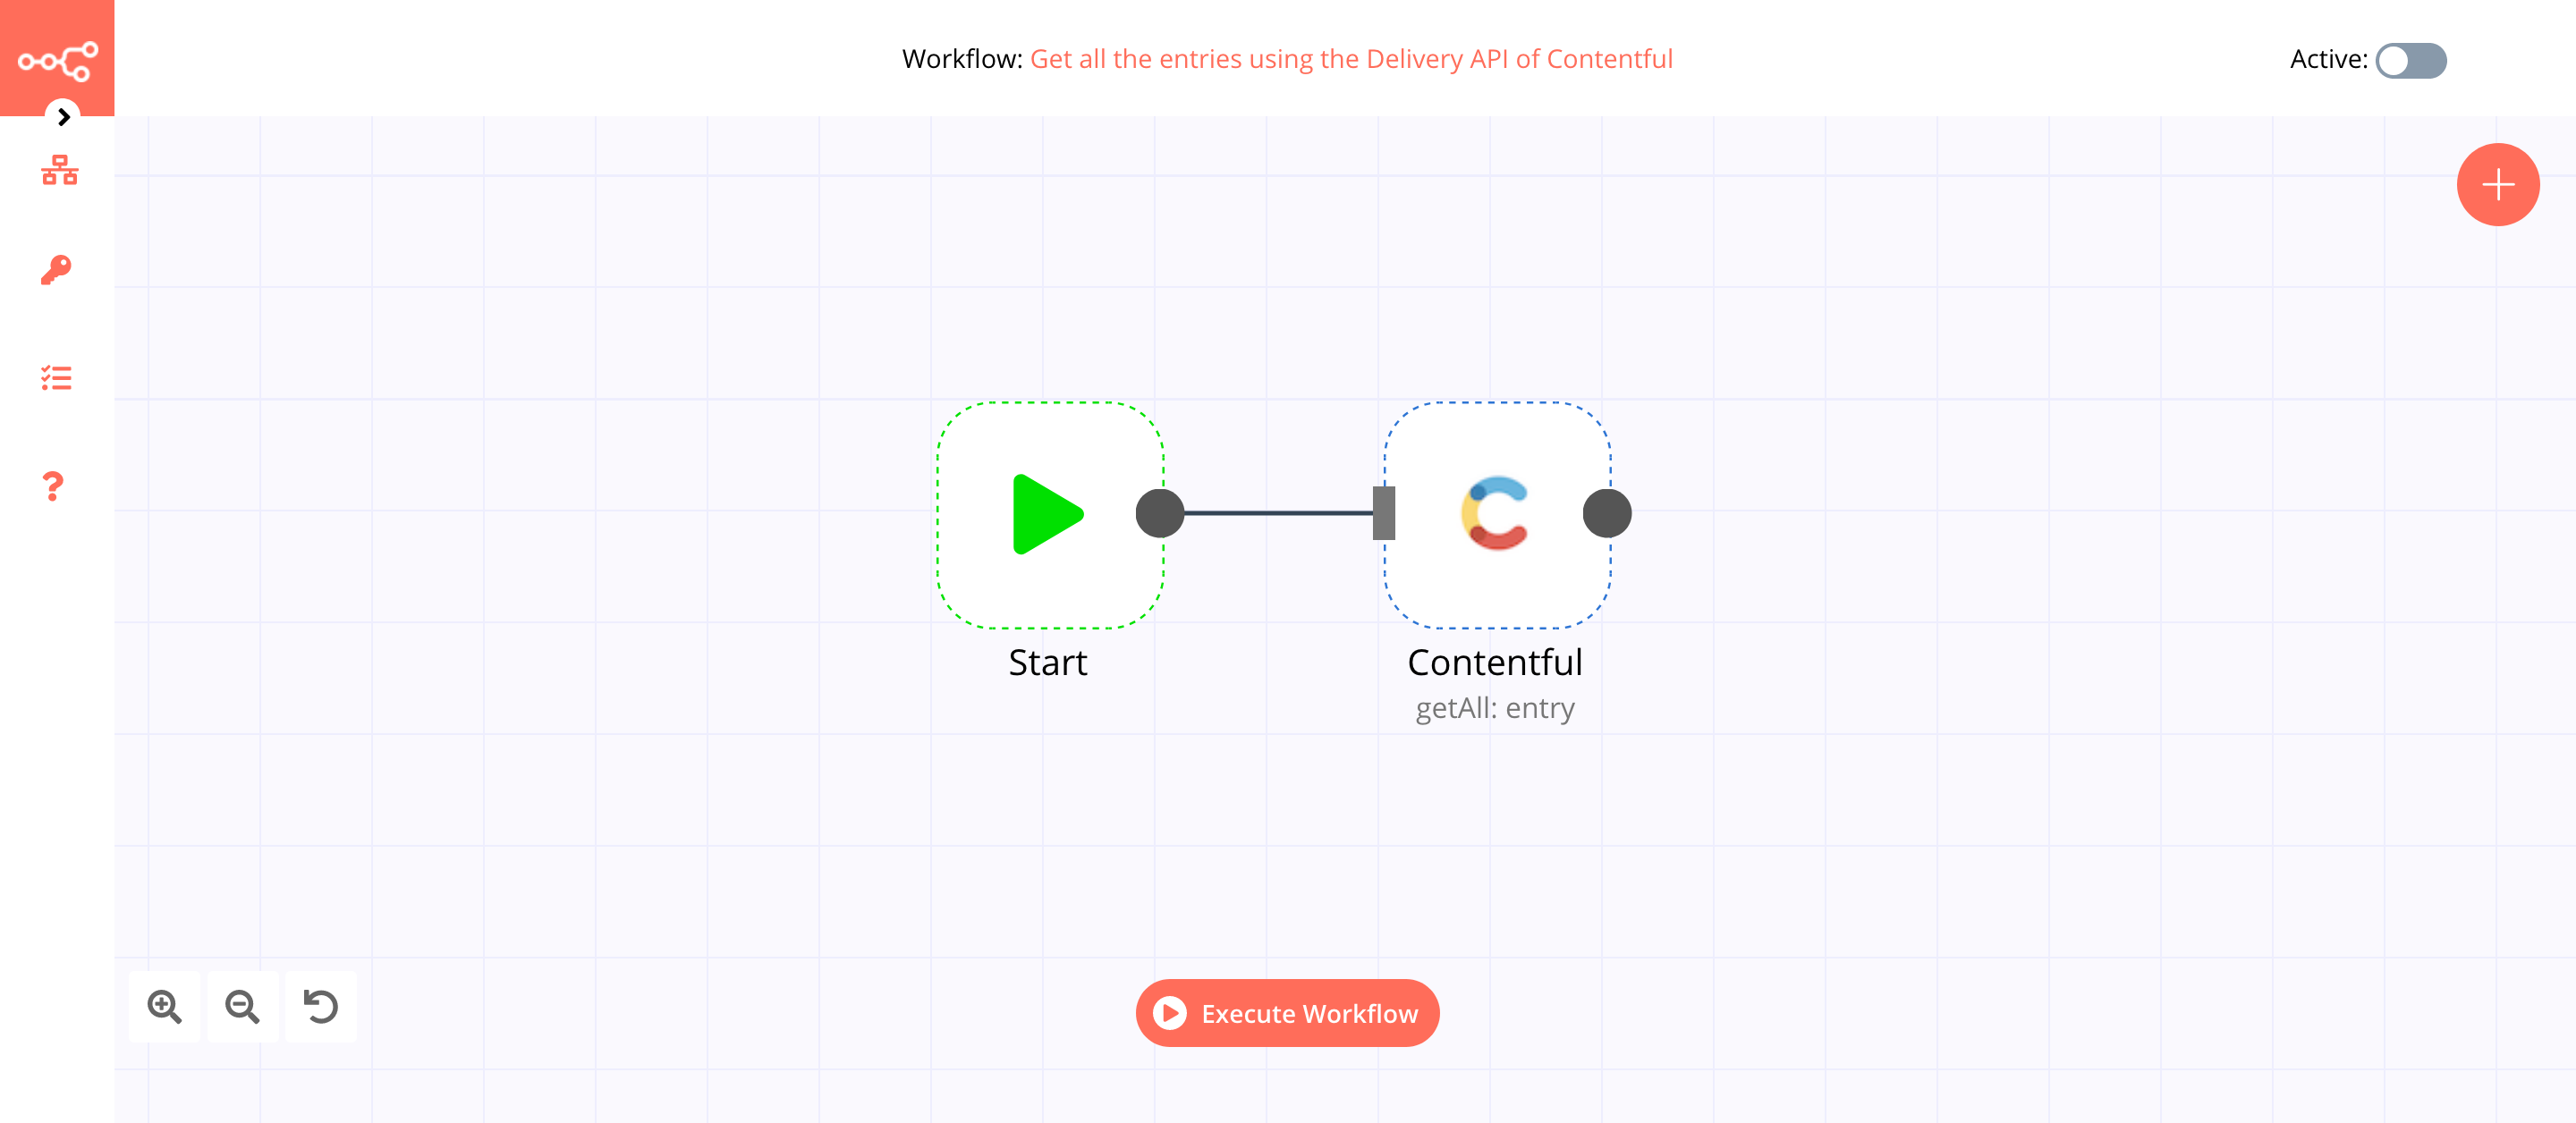 Workflow: Get all the entries using the Delivery API of Contentful
Active:
Start
Contentful
getAll: entry
Execute Workflow